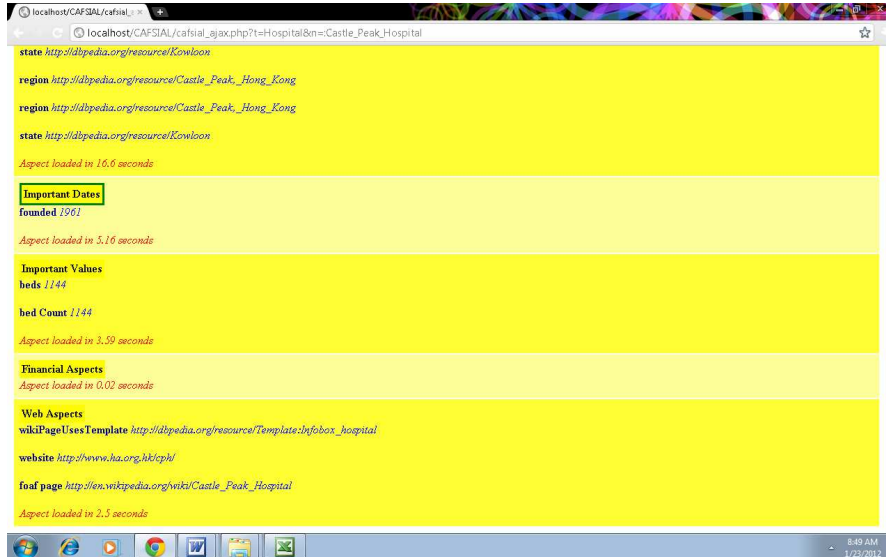 localhost/CAFSIAL/cafsial_
localhost/CAFSIAL/cafsial_ajax.php?t=Hospital&n=:Castle_Peak_Hospital
state http://dbpedia.org/resource/Kowloon
region http://dbpedia.org/resource/Castle_Peak,_Hong_Kong
region http://dbpedia.org/resource/Castle_Peak,_Hong_Kong
state http://dbpedia.org/resource/Kowloon
Aspect loaded in 16.6 seconds
Important Dates
founded 1961
Aspect loaded in 5.16 seconds
Important Values
beds 1144
bed Count 1144
Aspect loaded in 3.59 seconds
Financial Aspects
Aspect loaded in 0.02 seconds
Web Aspects
wikiPageUsesTemplate http://dbpedia.org/resource/Template:Infobox_hospital
website http://www.ha.org.hk/cph/
foaf page http://en.wikipedia.org/wiki/Castle_Peak_Hospital
Aspect loaded in 2.5 seconds
8:49 AM
1/23/2012